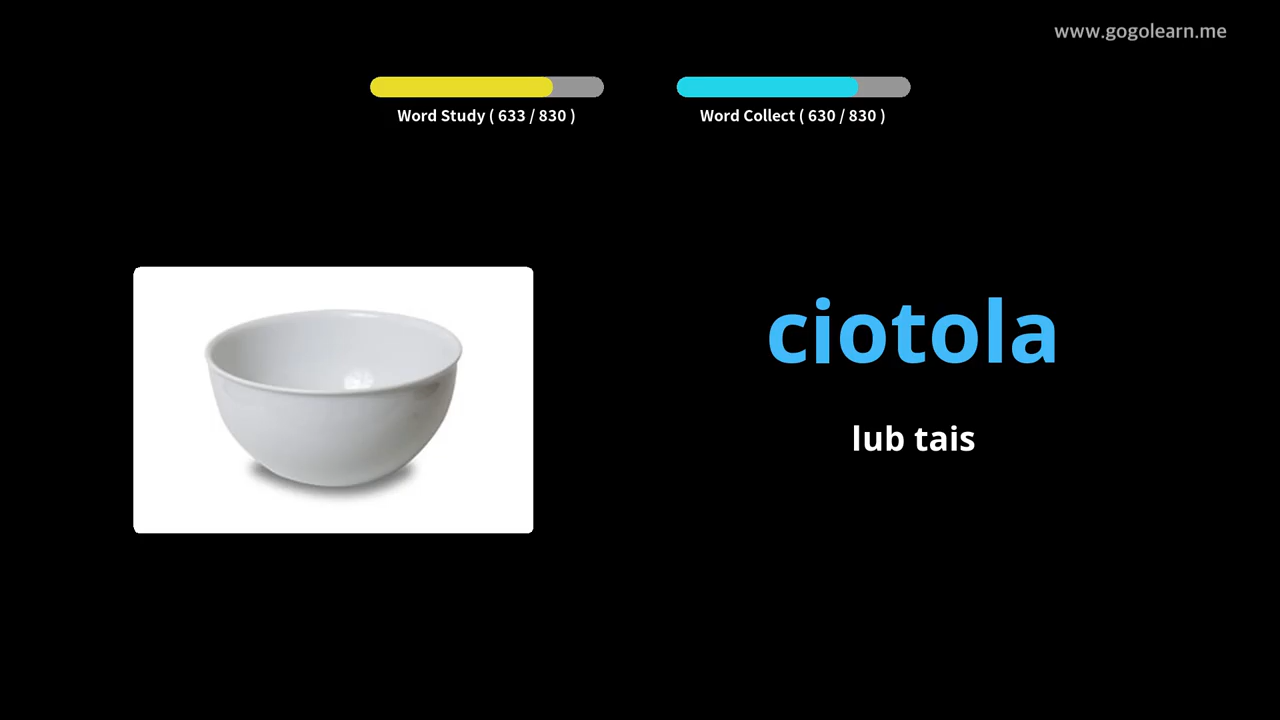 www.gogolearn.me
Word Study ( 633 / 830 )
Word Collect ( 630 / 830 )
ciotola
lub tais